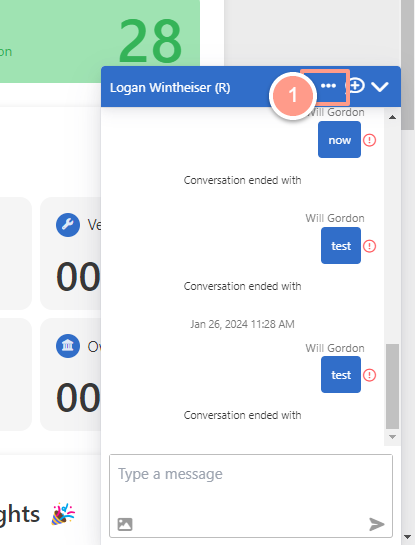 28
on
Logan Wintheiser (R)
1
Will Gordon
now
Conversation ended with
Ve
00
Will Gordon
test
Conversation ended with
Jan 26, 2024 11:28 AM
Ov
00
Will Gordon
test
Conversation ended with
Type a message
ghts